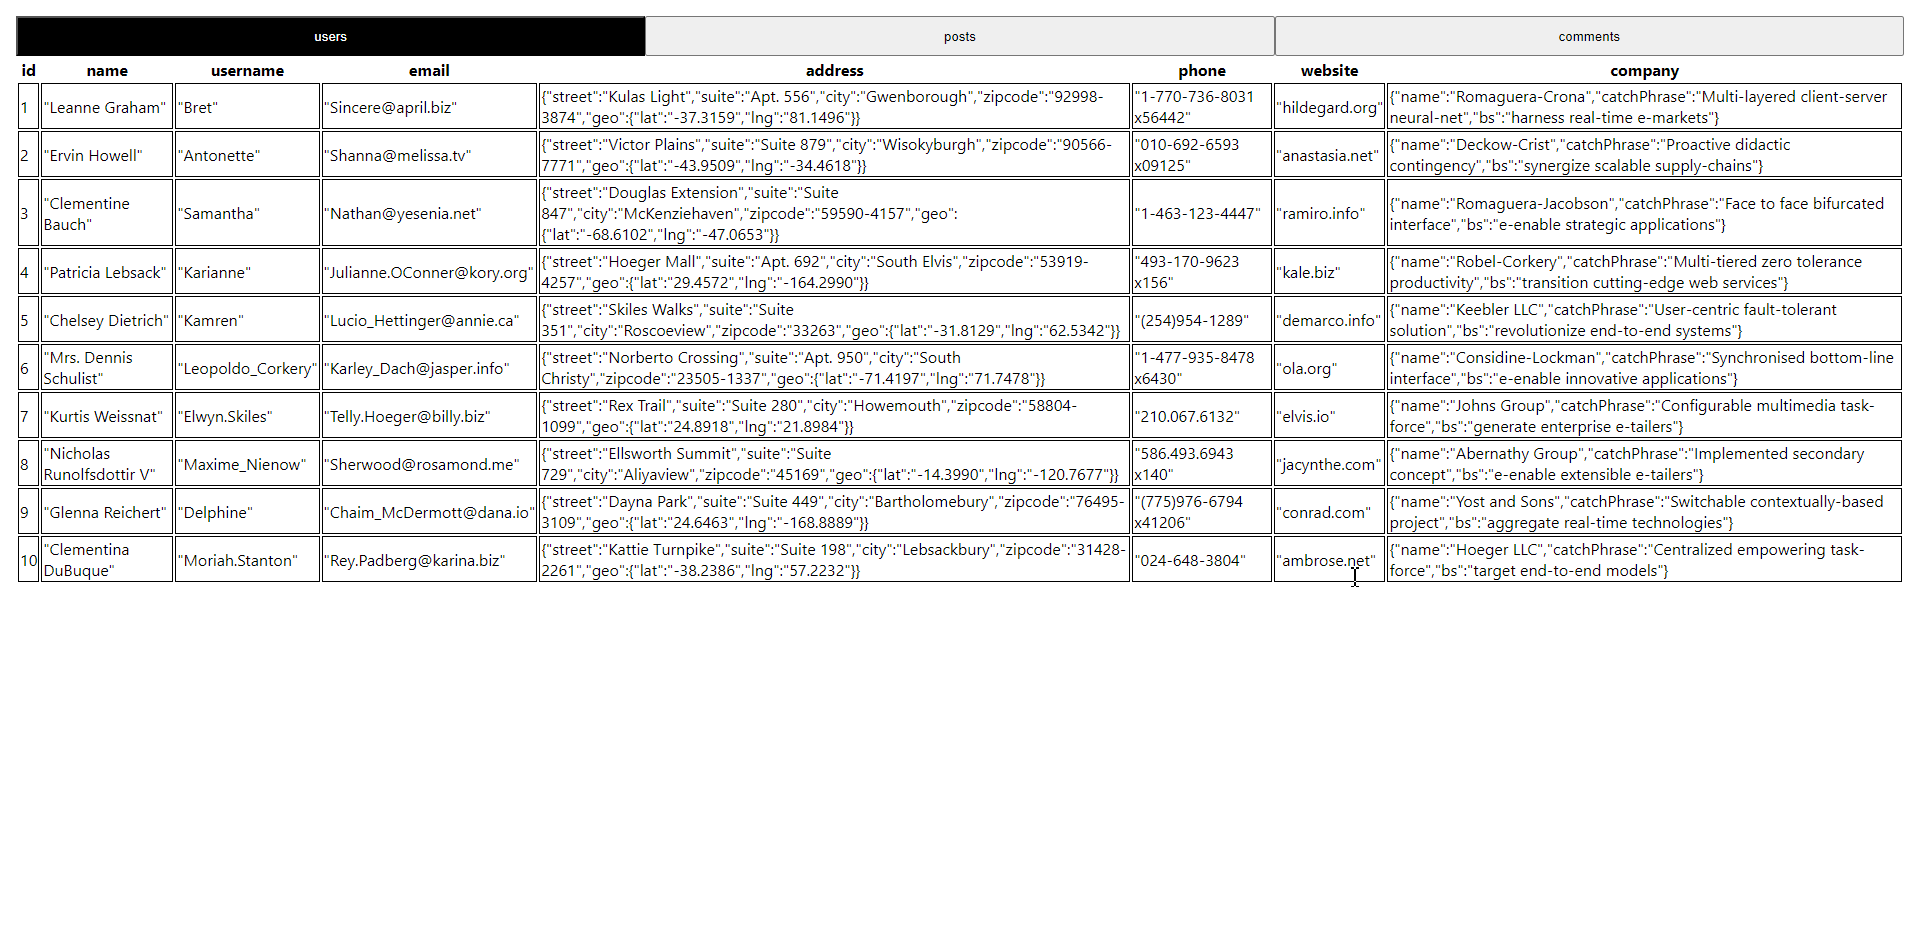 users posts comments
id name username email address phone website company
1 "Leanne Graham" "Bret" "Sincere@april.biz" {"street":"Kulas Light","suite":"Apt. 556","city":"Gwenborough","zipcode":"92998-
3874","geo":{"lat":"-37.3159","lng":"81.1496"}} "1-770-736-8031
x56442" "hildegard.org" {"name":"Romaguera-Crona","catchPhrase":"Multi-layered client-server
neural-net","bs":"harness real-time e-markets"}
2 "Ervin Howell" "Antonette" "Shanna@melissa.tv" {"street":"Victor Plains","suite":"Suite 879","city":"Wisokyburgh","zipcode":"90566-
7771","geo":{"lat":"-43.9509","lng":"-34.4618"}} "010-692-6593
x09125" "anastasia.net" {"name":"Deckow-Crist","catchPhrase":"Proactive didactic
contingency","bs":"synergize scalable supply-chains"}
3 "Clementine
Bauch" "Samantha" "Nathan@yesenia.net" {"street":"Douglas Extension","suite":"Suite
847","city":"McKenziehaven","zipcode":"59590-4157","geo":
{"lat":"-68.6102","lng":"-47.0653"}} "1-463-123-4447" "ramiro.info" {"name":"Romaguera-Jacobson","catchPhrase":"Face to face bifurcated
interface","bs":"e-enable strategic applications"}
4 "Patricia Lebsack" "Karianne" "Julianne.OConner@kory.org" {"street":"Hoeger Mall","suite":"Apt. 692","city":"South Elvis","zipcode":"53919-
4257","geo":{"lat":"29.4572","lng":"-164.2990"}} "493-170-9623
x156" "kale.biz" {"name":"Robel-Corkery","catchPhrase":"Multi-tiered zero tolerance
productivity","bs":"transition cutting-edge web services"}
5 "Chelsey Dietrich" "Kamren" "Lucio_Hettinger@annie.ca" {"street":"Skiles Walks","suite":"Suite
351","city":"Roscoeview","zipcode":"33263","geo":{"lat":"-31.8129","lng":"62.5342"}} "(254)954-1289" "demarco.info" {"name":"Keebler LLC","catchPhrase":"User-centric fault-tolerant
solution","bs":"revolutionize end-to-end systems"}
6 "Mrs. Dennis
Schulist" "Leopoldo_Corkery" "Karley_Dach@jasper.info" {"street":"Norberto Crossing","suite":"Apt. 950","city":"South
Christy","zipcode":"23505-1337","geo":{"lat":"-71.4197","lng":"71.7478"}} "1-477-935-8478
x6430" "ola.org" {"name":"Considine-Lockman","catchPhrase":"Synchronised bottom-line
interface","bs":"e-enable innovative applications"}
7 "Kurtis Weissnat" "Elwyn.Skiles" "Telly.Hoeger@billy.biz" {"street":"Rex Trail","suite":"Suite 280","city":"Howemouth","zipcode":"58804-
1099","geo":{"lat":"24.8918","lng":"21.8984"}} "210.067.6132" "elvis.io" {"name":"Johns Group","catchPhrase":"Configurable multimedia task-
force","bs":"generate enterprise e-tailers"}
8 "Nicholas
Runolfsdottir V" "Maxime_Nienow" "Sherwood@rosamond.me" {"street":"Ellsworth Summit","suite":"Suite
729","city":"Aliyaview","zipcode":"45169","geo":{"lat":"-14.3990","lng":"-120.7677"}} "586.493.6943
x140" "jacynthe.com" {"name":"Abernathy Group","catchPhrase":"Implemented secondary
concept","bs":"e-enable extensible e-tailers"}
9 "Glenna Reichert" "Delphine" "Chaim_McDermott@dana.io" {"street":"Dayna Park","suite":"Suite 449","city":"Bartholomebury","zipcode":"76495-
3109","geo":{"lat":"24.6463","lng":"-168.8889"}} "(775)976-6794
x41206" "conrad.com" {"name":"Yost and Sons","catchPhrase":"Switchable contextually-based
project","bs":"aggregate real-time technologies"}
10 "Clementina
DuBuque" "Moriah.Stanton" "Rey.Padberg@karina.biz" {"street":"Kattie Turnpike","suite":"Suite 198","city":"Lebsackbury","zipcode":"31428-
2261","geo":{"lat":"-38.2386","lng":"57.2232"}} "024-648-3804" "ambrose.net" {"name":"Hoeger LLC","catchPhrase":"Centralized empowering task-
force","bs":"target end-to-end models"}